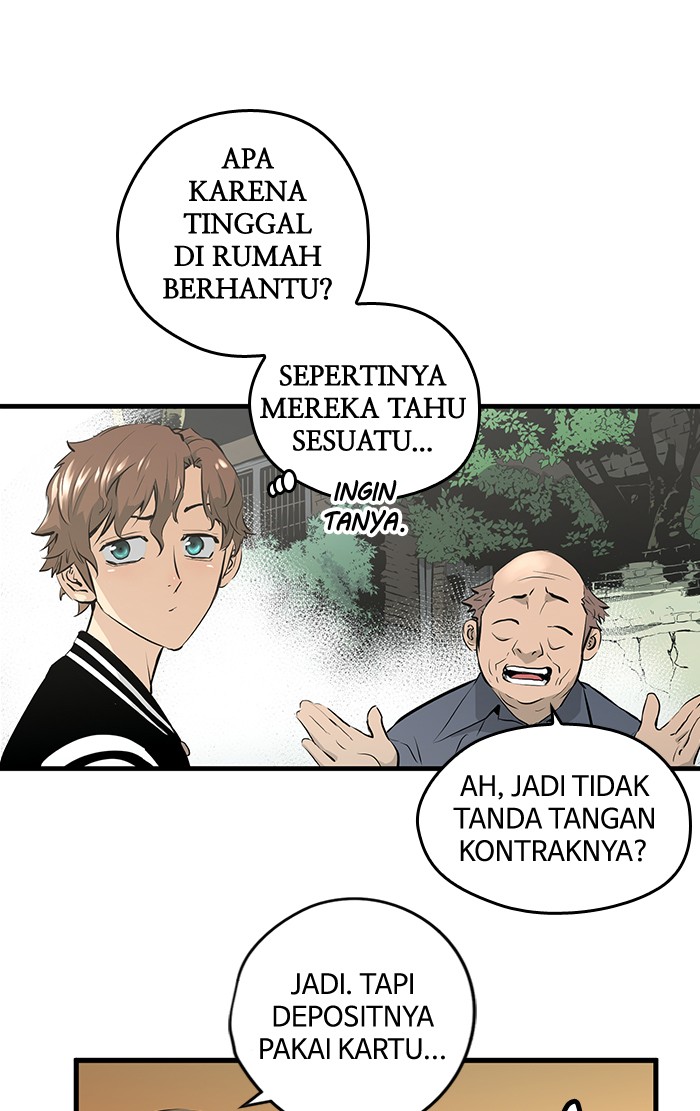 APA
KARENA
TINGGAL
DI RUMAH
BERHANTU?
SEPERTINYA
MEREKA TAHU
SESUATU...
INGIN
TANYA.
AH, JADI TIDAK
TANDA TANGAN
KONTRAKNYA?
JADI. TAPI
DEPOSITNYA
PAKAI KARTU...